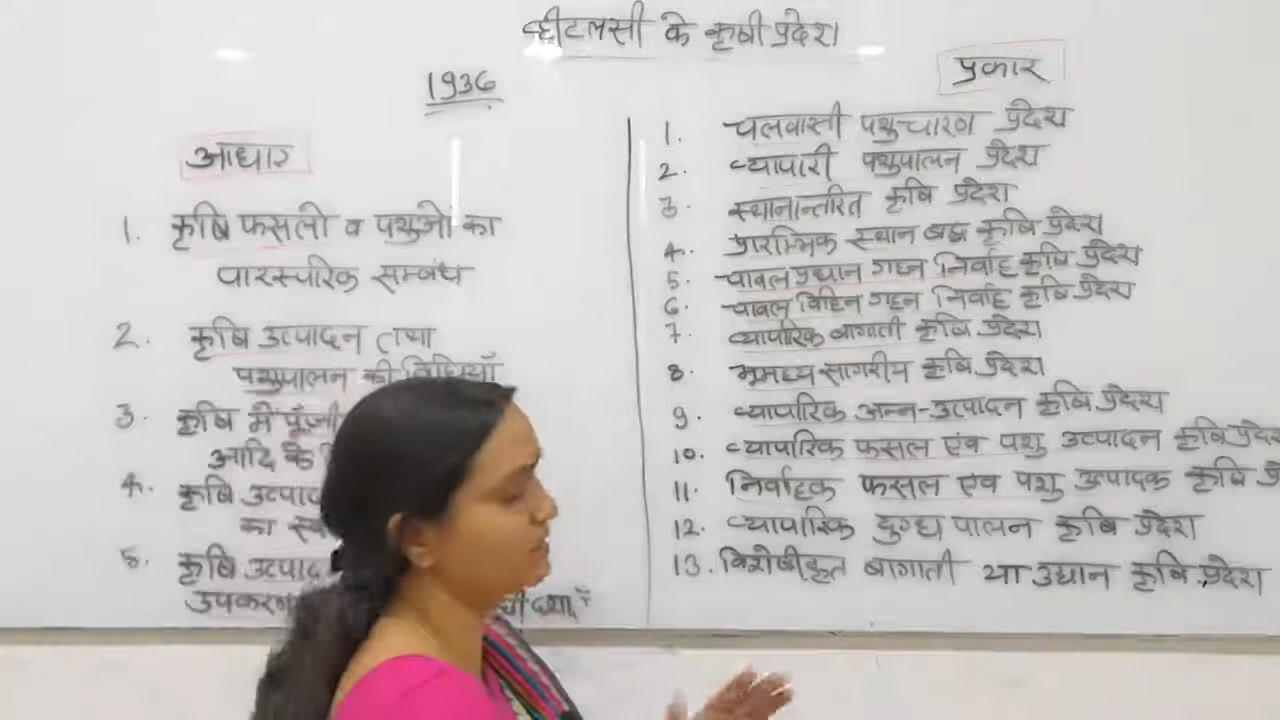 व्हीटलसी के कृषी प्रदेश
1936
आधार
1. कृषि फसलो व पशुओ का
पारस्परिक सम्बंध
2. कृषि उत्पादन तथा
पशुपालन की विधियाँ
3. कृषि मे पूँजी
आदि के
4. कृषि उत्पाद
का
5. कृषि उत्पाद
उपकरण
प्रकार
1. चलवासी पशुचारण प्रदेश
2. व्यापारी पशुपालन प्रदेश
3. स्थानान्तरित कृषि प्रदेश
4. प्रारम्भिक स्थान बद्ध कृषि प्रदेश
5. चावल प्रधान गहन निर्वाह कृषि प्रदेश
6. चावल विहिन गहन निर्वाह कृषि प्रदेश
7. व्यापारिक बागाती कृषि प्रदेश
8. भूमध्य सागरीय कृषि प्रदेश
9. व्यापारिक अन्न-उत्पादन कृषि प्रदेश
10. व्यापारिक फसल एंव पशु उत्पादन कृषि प्रदेश
11. निर्वाहक फसल एंव पशु उत्पादक कृषि
12. व्यापारिक दुग्ध पालन कृषि प्रदेश
13. विशेषीकृत बागाती या उद्यान कृषि प्रदेश